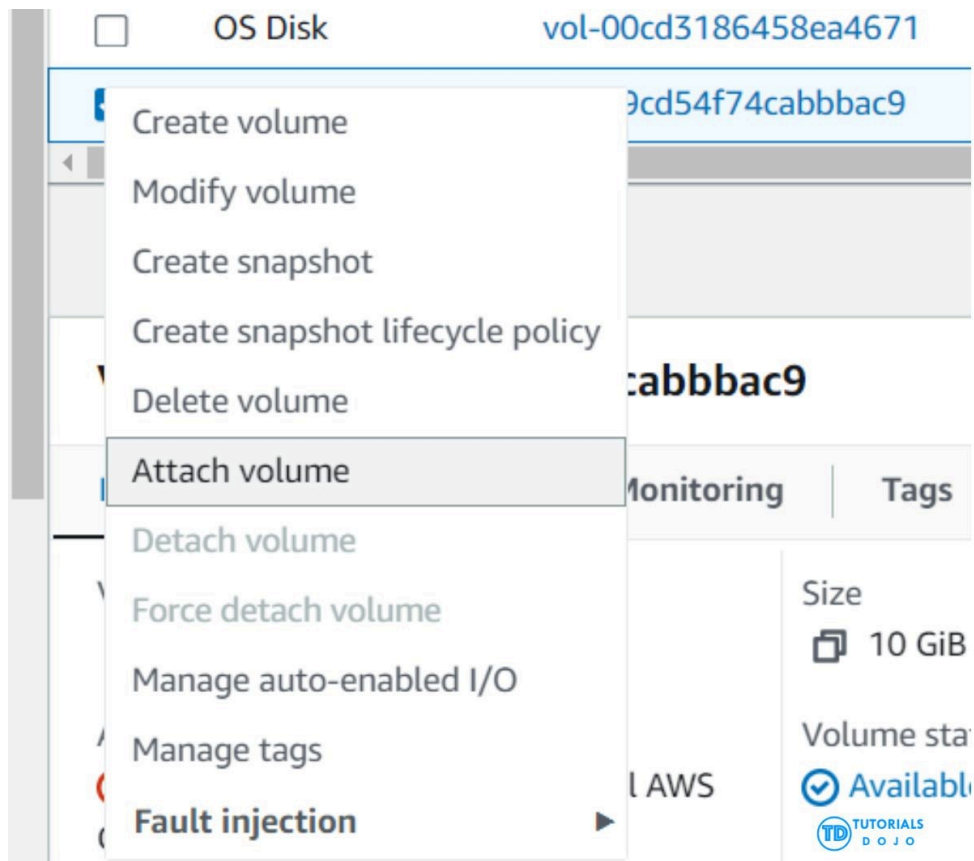 OS Disk vol-00cd3186458ea4671
9cd54f74cabbbac9
Create volume
Modify volume
Create snapshot
Create snapshot lifecycle policy
cabbbac9
Delete volume
Attach volume
Monitoring Tags
Detach volume
Size
Force detach volume
10 GiB
Manage auto-enabled I/O
Volume sta
Manage tags
l AWS
Available
Fault injection
TD TUTORIALS
DOJO